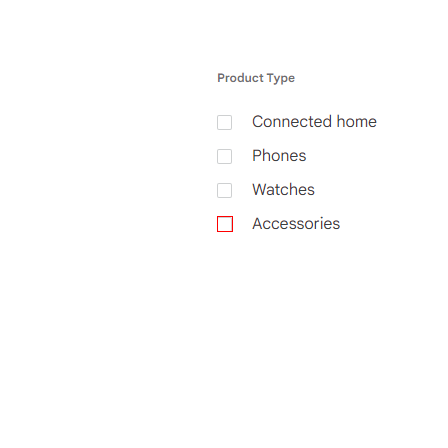 Product Type
Connected home
Phones
Watches
Accessories